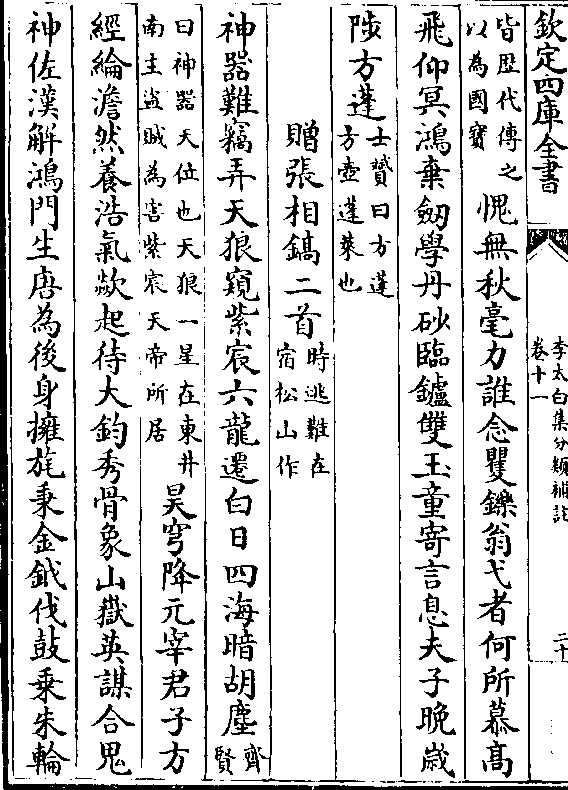 欽定四庫全書
李太白集分類補註
卷十一
二十
皆歴代傳之
以為國寶
愧無秋毫力誰念矍鑠翁弋者何所慕高
飛仰冥鴻棄劒學丹砂臨鑪雙玉童寄言息夫子晚歲
陟方蓬
士贇曰方蓬
方壺蓬萊也
贈張相鎬二首
時逃難在
宿松山作
神器難竊弄天狼窺紫宸六龍遷白日四海暗胡塵
齊賢
曰神器天位也天狼一星在東井
南主盜賊為害紫宸天帝所居
昊穹降元宰君子方
經綸澹然養浩氣歘起待大鈞秀骨象山嶽英謀合鬼
神佐漢解鴻門生唐為後身擁旄秉金鉞伐鼓乗朱輪